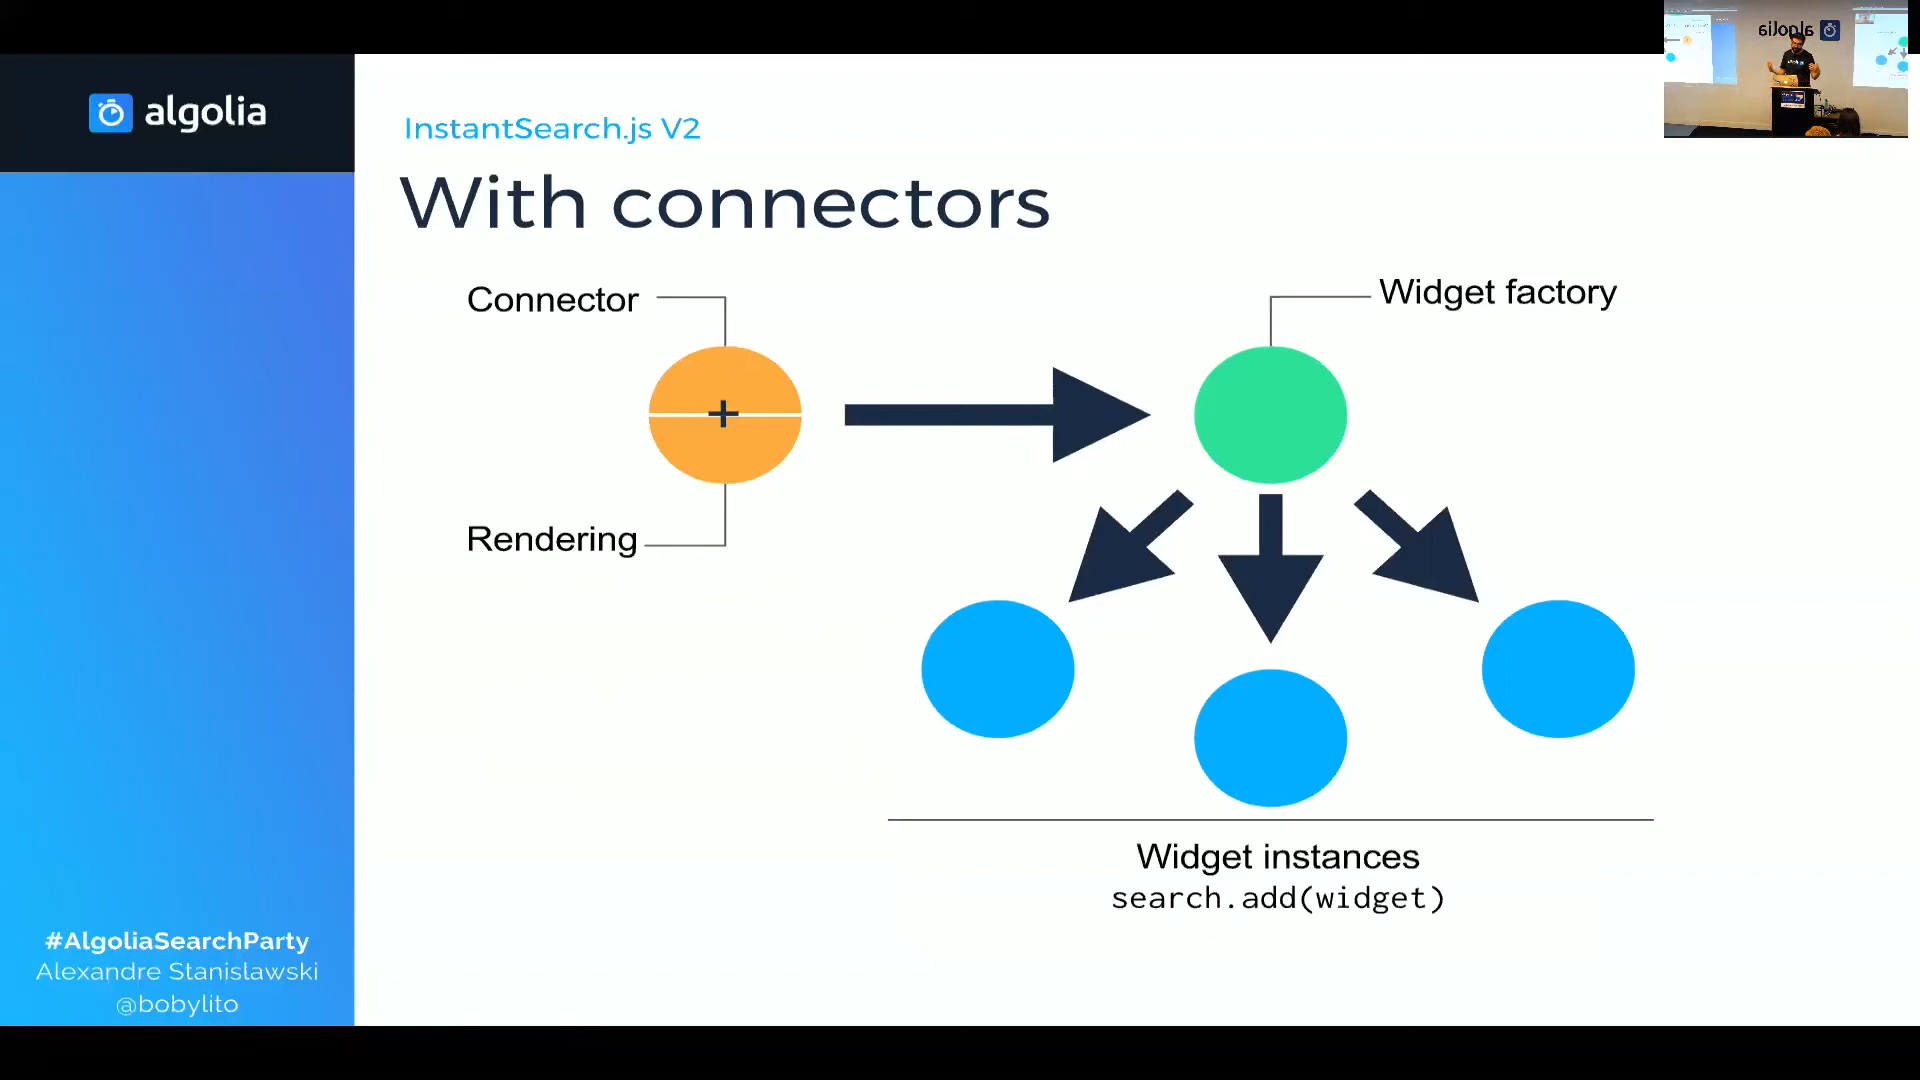 algolia
InstantSearch.js V2
With connectors
Connector
Widget factory
+
Rendering
Widget instances
search.add(widget)
#AlgoliaSearchParty
Alexandre Stanislawski
@bobylito
algolia